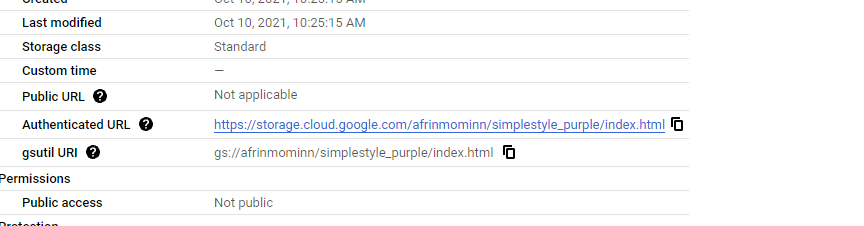 Created Oct 10, 2021, 10:25:15 AM
Last modified Oct 10, 2021, 10:25:15 AM
Storage class Standard
Custom time —
Public URL ? Not applicable
Authenticated URL ? https://storage.cloud.google.com/afrinmominn/simplestyle_purple/index.html
gsutil URI ? gs://afrinmominn/simplestyle_purple/index.html
Permissions
Public access Not public
Protection